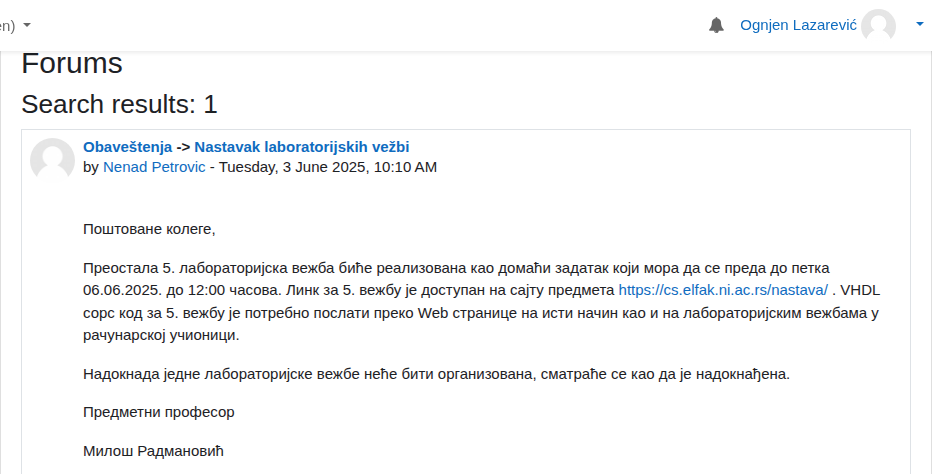 en)
Ognjen Lazarević
Forums
Search results: 1
Obaveštenja -> Nastavak laboratorijskih vežbi
by Nenad Petrovic - Tuesday, 3 June 2025, 10:10 AM
Поштоване колеге,
Преостала 5. лабораторијска вежба биће реализована као домаћи задатак који мора да се преда до петка
06.06.2025. до 12:00 часова. Линк за 5. вежбу је доступан на сајту предмета https://cs.elfak.ni.ac.rs/nastava/ . VHDL
сорс код за 5. вежбу је потребно послати преко Web странице на исти начин као и на лабораторијским вежбама у
рачунарској учионици.
Надокнада једне лабораторијске вежбе неће бити организована, сматраће се као да је надокнађена.
Предметни професор
Милош Радмановић